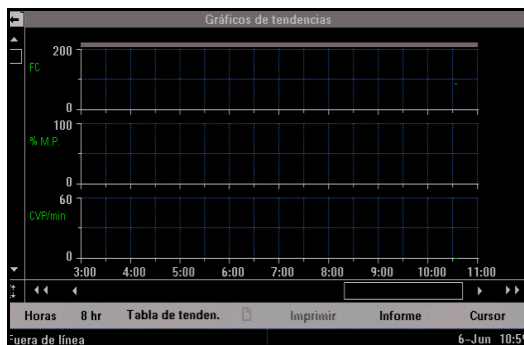 Gráficos de tendencias
200
FC
0
100
% M.P.
0
60
CVP/min
0
3:00 4:00 5:00 6:00 7:00 8:00 9:00 10:00 11:00
Horas 8 hr Tabla de tenden. Imprimir Informe Cursor
Fuera de línea 6-Jun 10:59